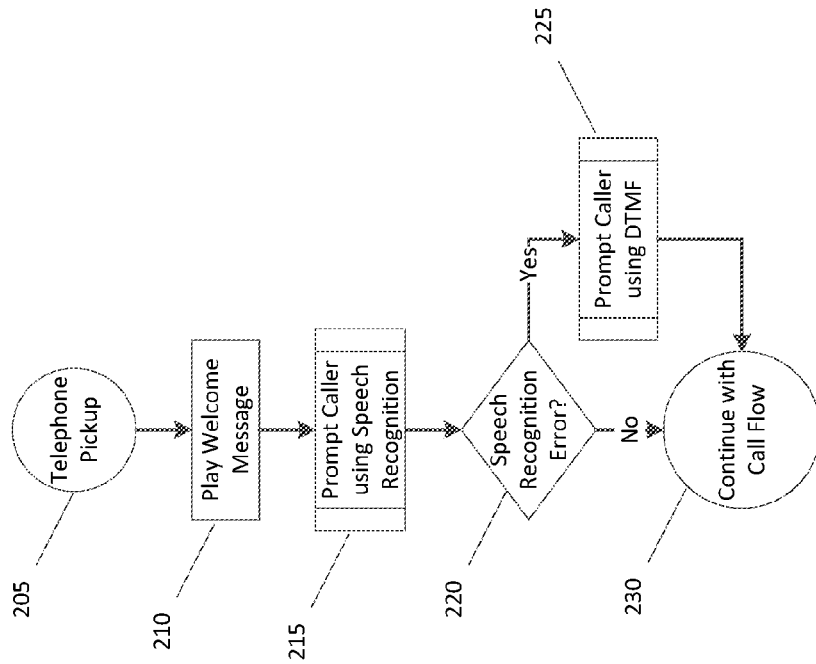 205
Telephone
Pickup
210
Play Welcome
Message
215
Prompt Caller
using Speech
Recognition
220
Speech
Recognition
Error?
Yes
225
Prompt Caller
using DTMF
No
230
Continue with
Call Flow